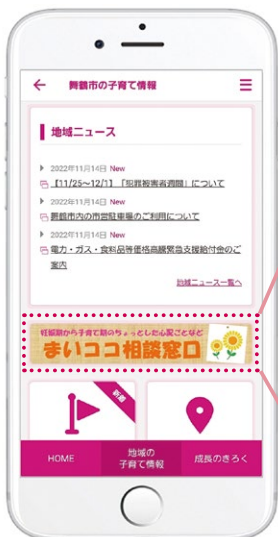 舞鶴市の子育て情報
地域ニュース
2022年11月14日 New
【11/25~12/1】「犯罪被害者週間」について
2022年11月14日 New
舞鶴市内の市営駐車場のご利用について
2022年11月14日 New
電力・ガス・食料品等価格高騰緊急支援給付金のご
案内
地域ニュース一覧へ
妊娠期から子育て期のちょっとした心配ごとなど
まいココ相談窓口
新着
HOME
地域の
子育て情報
成長のきろく